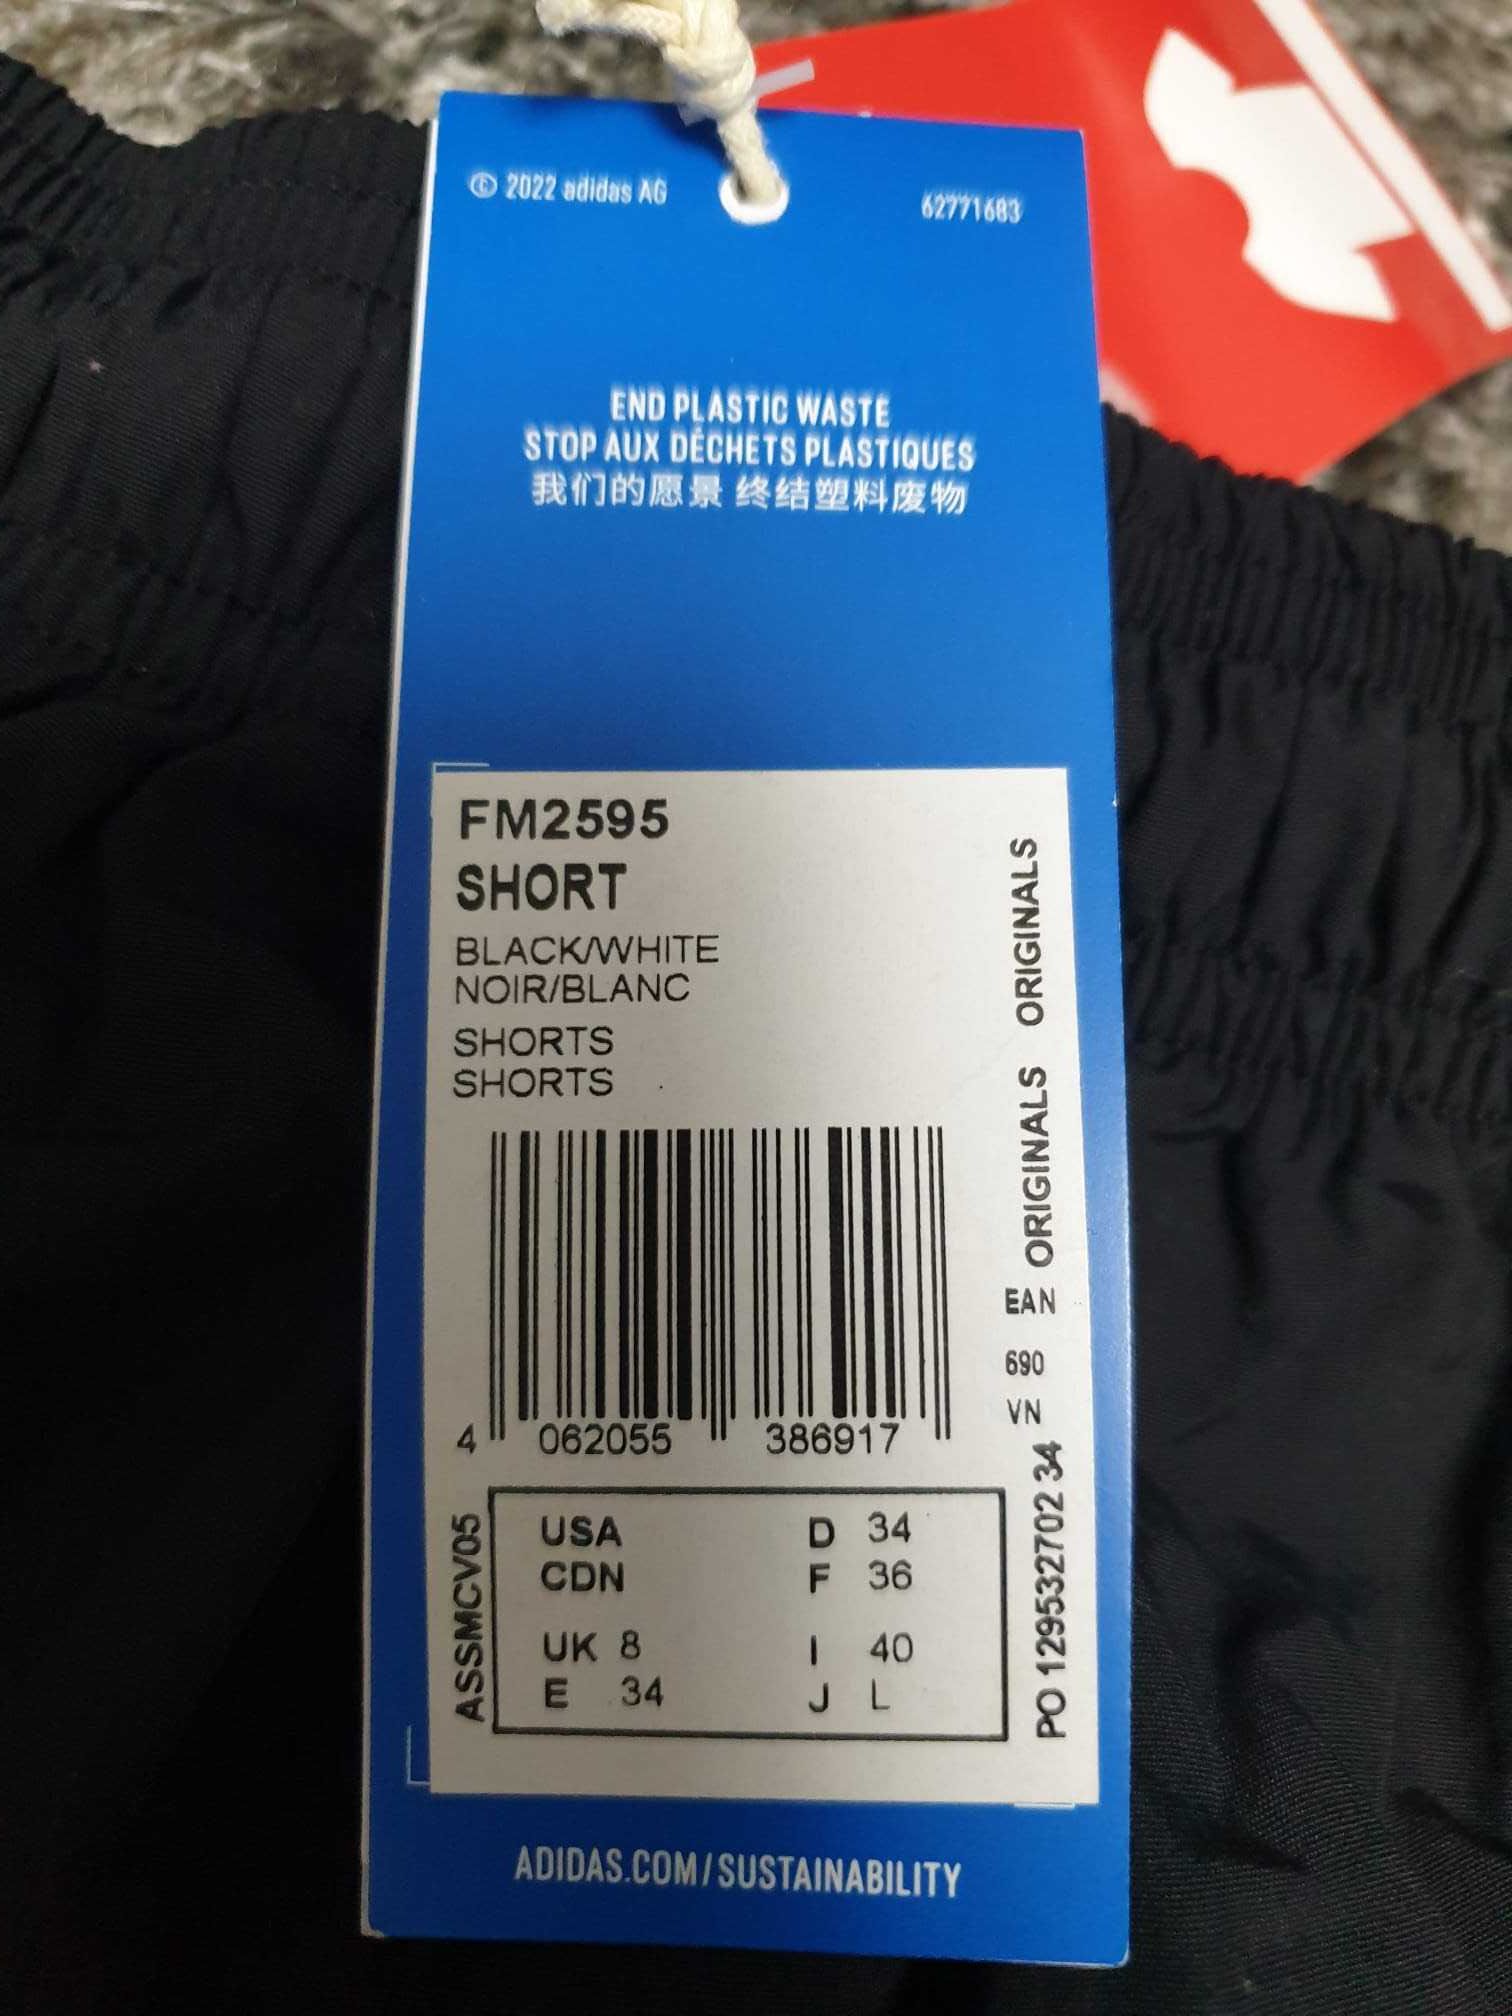 © 2022 adidas AG
62771683
END PLASTIC WASTE
STOP AUX DÉCHETS PLASTIQUES
我们的愿景 终结塑料废物
FM2595
SHORT
BLACK/WHITE
NOIR/BLANC
SHORTS
SHORTS
ORIGINALS ORIGINALS
EAN
690
VN
PO 129532702 34
4 062055 386917
ASSMCV05
USA
CDN
UK 8
E 34
D 34
F 36
I 40
J L
ADIDAS.COM/SUSTAINABILITY